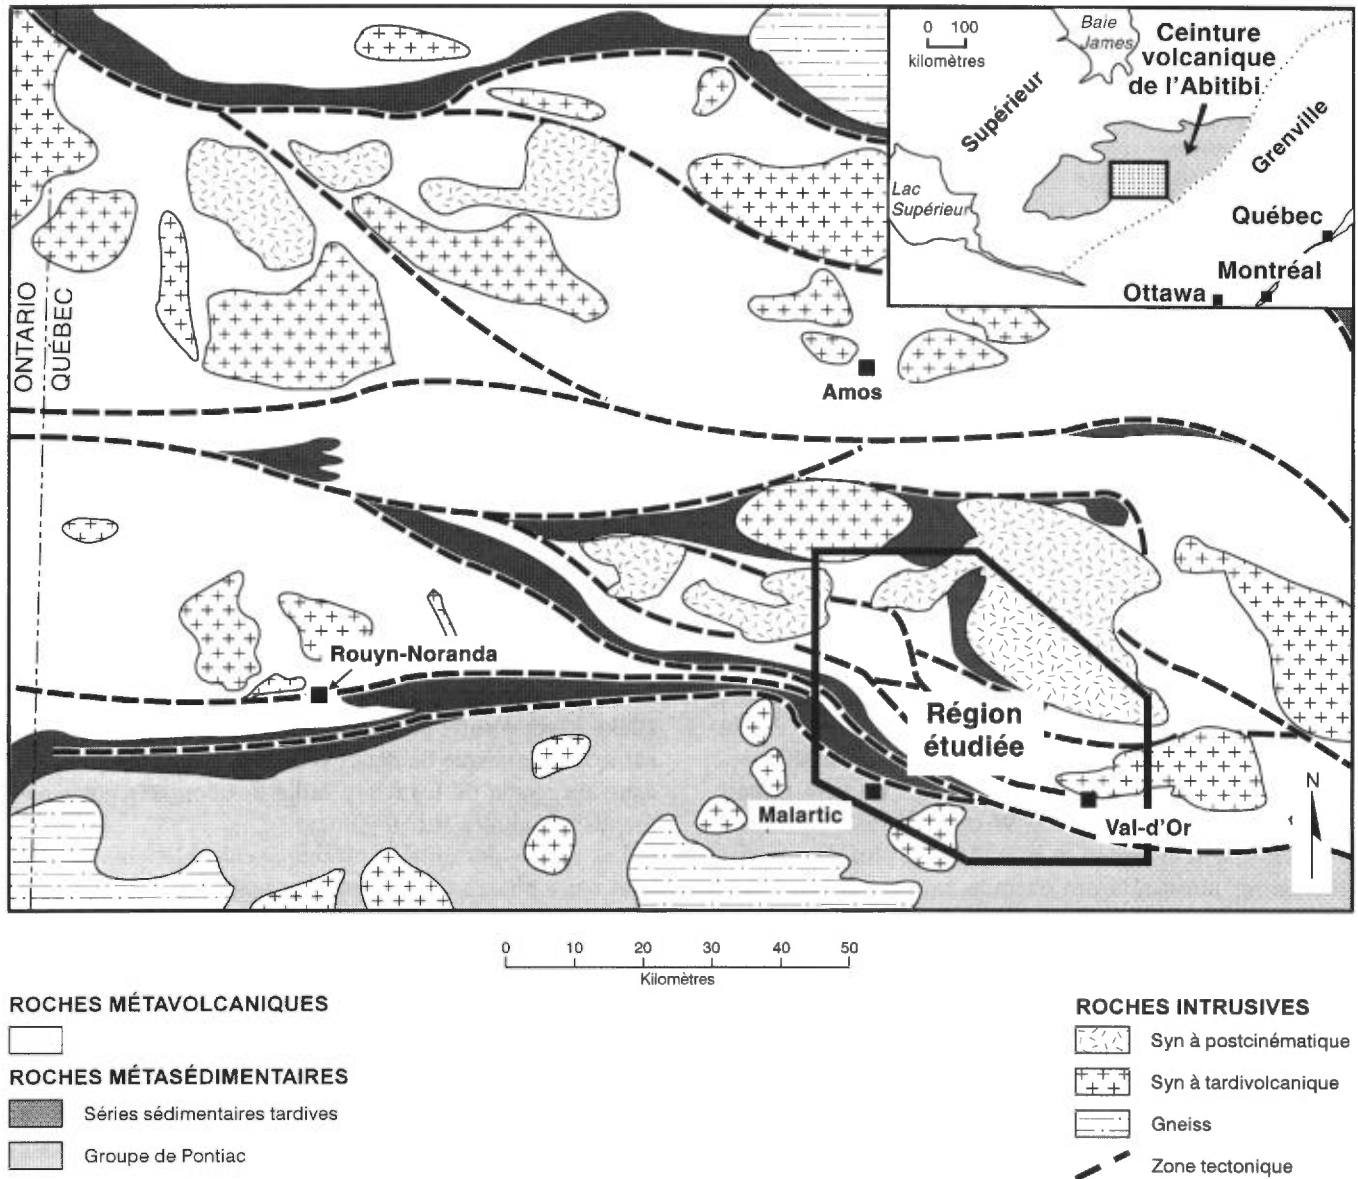 0 100
kilomètres
Baie
James
Ceinture
volcanique
de l'Abitibi
Supérieur
Grenville
Lac
Supérieur
Québec
Montréal
Ottawa
ONTARIO
QUÉBEC
Amos
Rouyn-Noranda
Région
étudiée
Malartic
Val-d'Or
N
0 10 20 30 40 50
Kilomètres
ROCHES MÉTAVOLCANIQUES
ROCHES MÉTASÉDIMENTAIRES
Séries sédimentaires tardives
Groupe de Pontiac
ROCHES INTRUSIVES
Syn à postcinématique
Syn à tardivolcanique
Gneiss
Zone tectonique